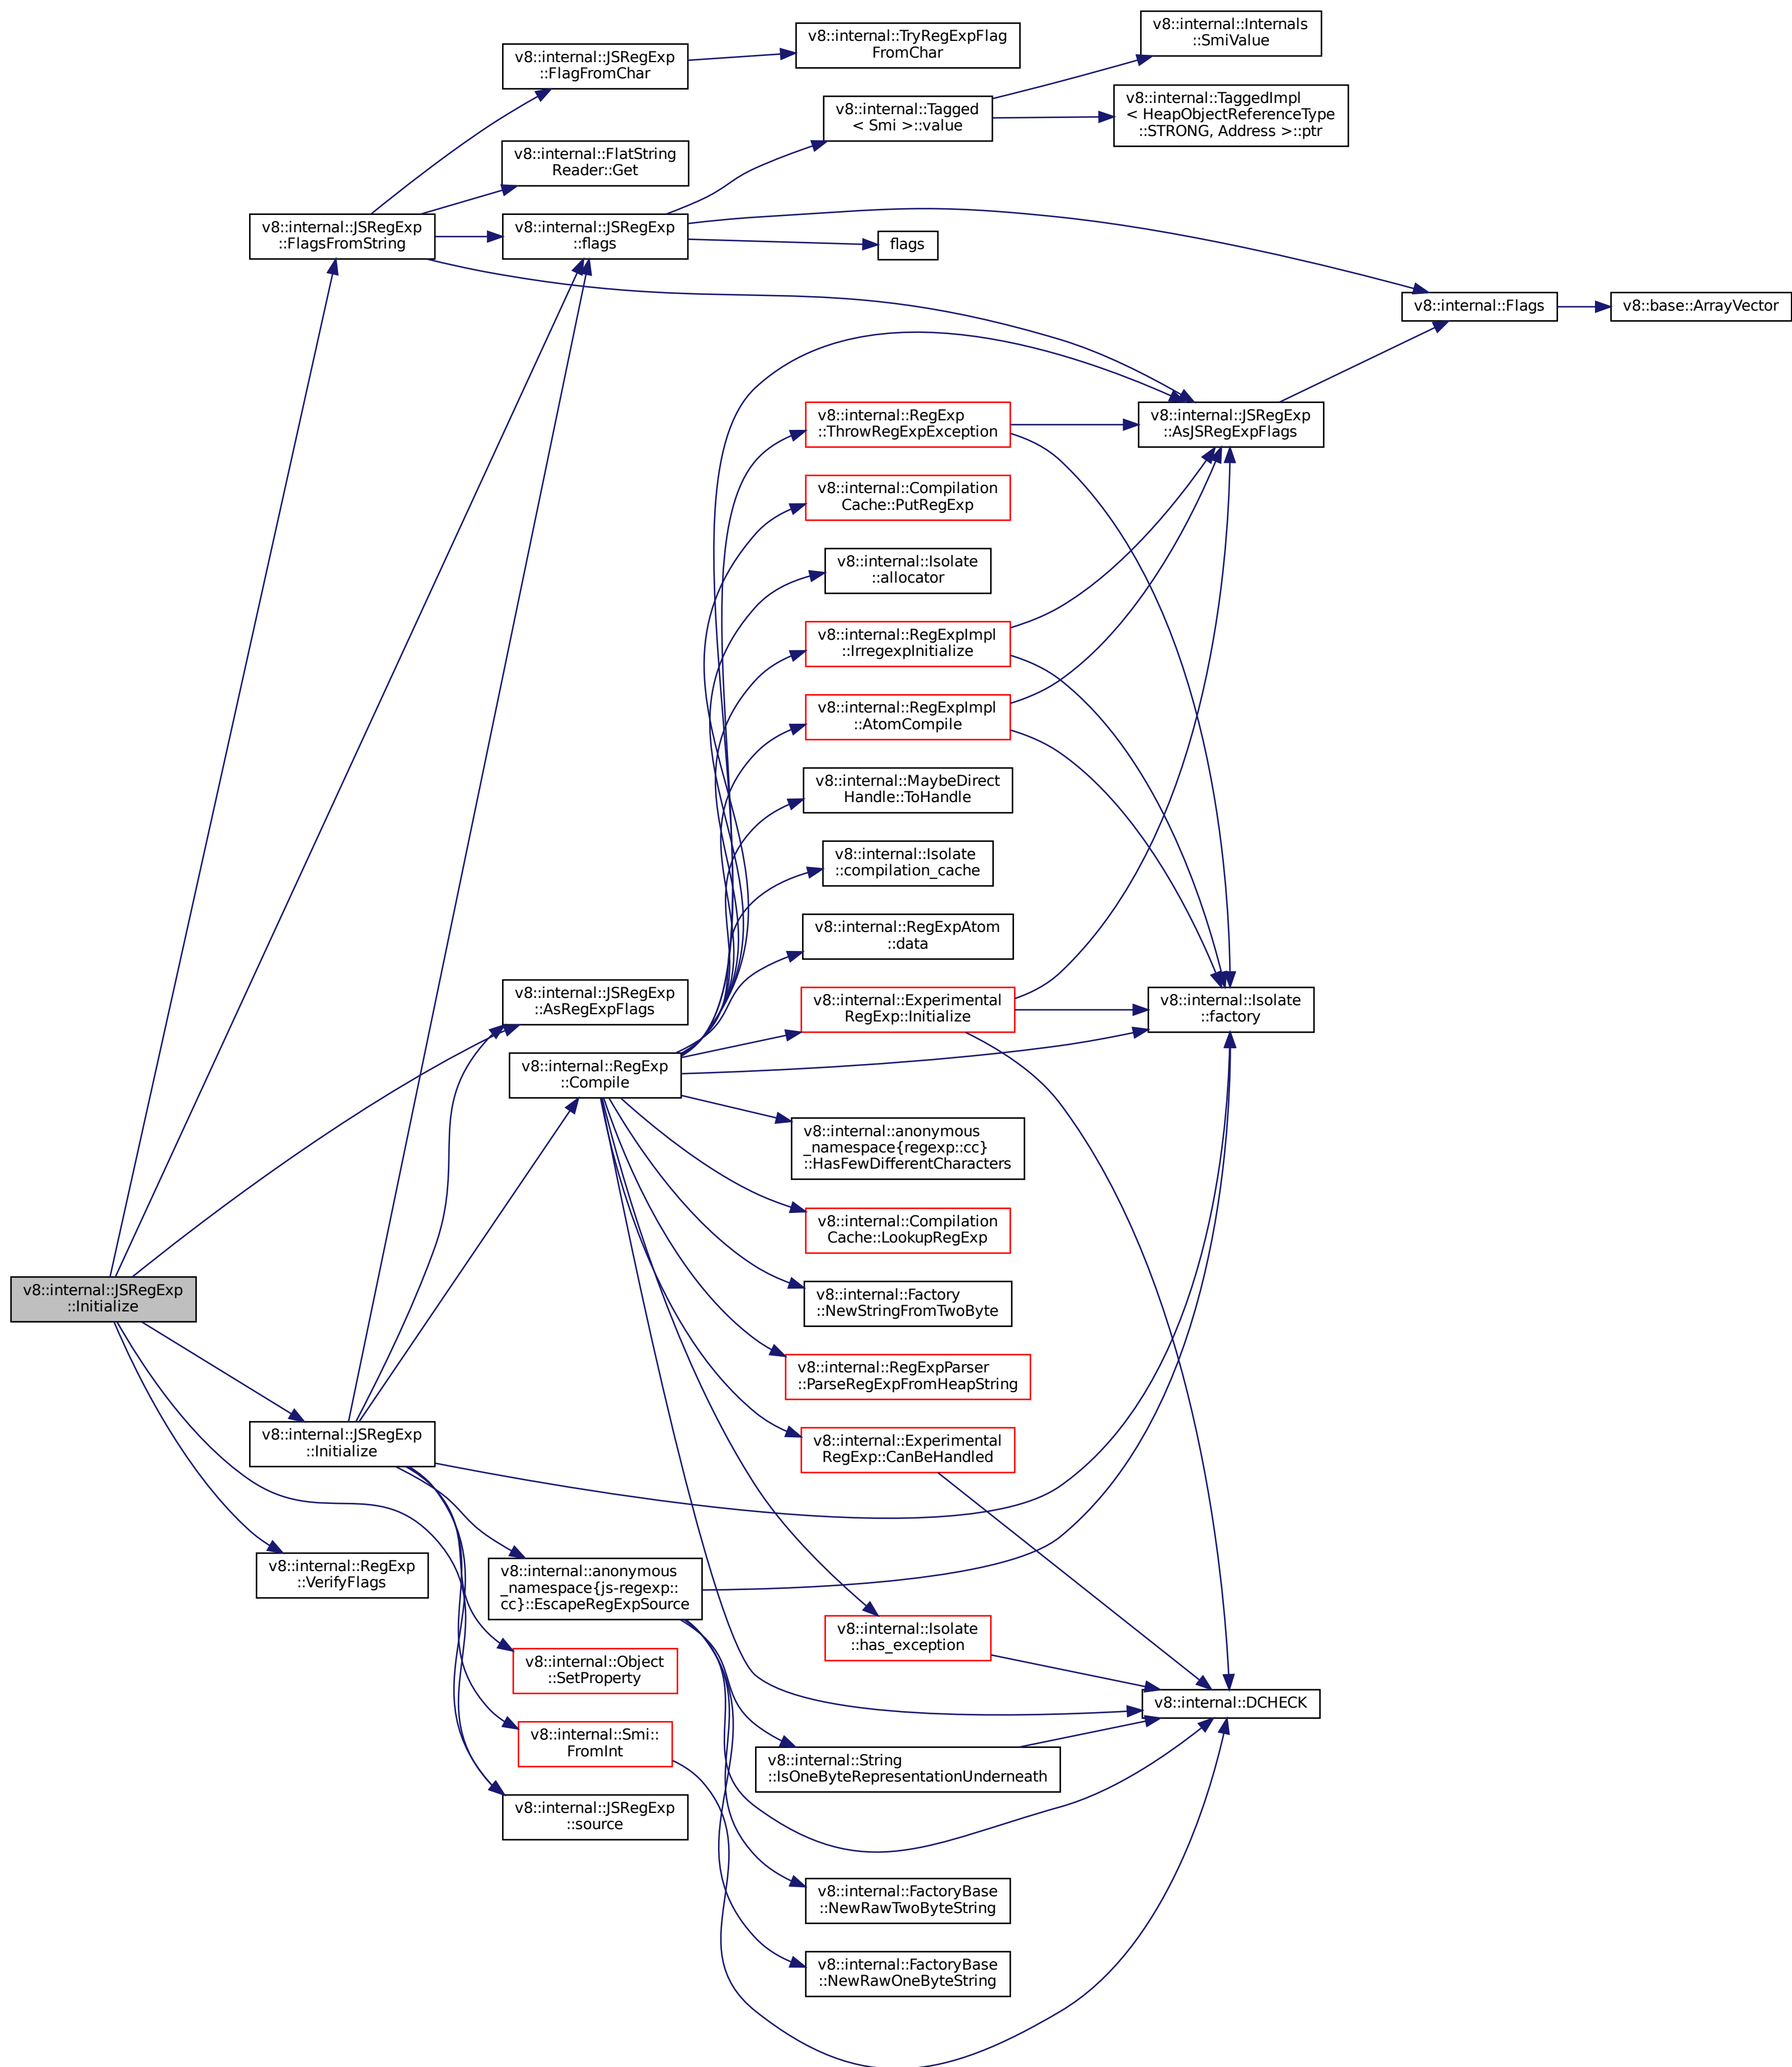 v8::internal::Internals
::SmiValue
v8::internal::TryRegExpFlag
FromChar
v8::internal::JSRegExp
::FlagFromChar
v8::internal::TaggedImpl
< HeapObjectReferenceType
::STRONG, Address >::ptr
v8::internal::Tagged
< Smi >::value
v8::internal::FlatString
Reader::Get
v8::internal::JSRegExp
::FlagsFromString
v8::internal::JSRegExp
::flags
flags
v8::internal::Flags
v8::base::ArrayVector
v8::internal::RegExp
::ThrowRegExpException
v8::internal::JSRegExp
::AsJSRegExpFlags
v8::internal::Compilation
Cache::PutRegExp
v8::internal::Isolate
::allocator
v8::internal::RegExpImpl
::IrregexpInitialize
v8::internal::RegExpImpl
::AtomCompile
v8::internal::MaybeDirect
Handle::ToHandle
v8::internal::Isolate
::compilation_cache
v8::internal::RegExpAtom
::data
v8::internal::JSRegExp
::AsRegExpFlags
v8::internal::Experimental
RegExp::Initialize
v8::internal::Isolate
::factory
v8::internal::RegExp
::Compile
v8::internal::anonymous
_namespace{regexp::cc}
::HasFewDifferentCharacters
v8::internal::Compilation
Cache::LookupRegExp
v8::internal::JSRegExp
::Initialize
v8::internal::Factory
::NewStringFromTwoByte
v8::internal::RegExpParser
::ParseRegExpFromHeapString
v8::internal::JSRegExp
::Initialize
v8::internal::Experimental
RegExp::CanBeHandled
v8::internal::RegExp
::VerifyFlags
v8::internal::anonymous
_namespace{js-regexp::
cc}::EscapeRegExpSource
v8::internal::Isolate
::has_exception
v8::internal::Object
::SetProperty
v8::internal::DCHECK
v8::internal::Smi::
FromInt
v8::internal::String
::IsOneByteRepresentationUnderneath
v8::internal::JSRegExp
::source
v8::internal::FactoryBase
::NewRawTwoByteString
v8::internal::FactoryBase
::NewRawOneByteString